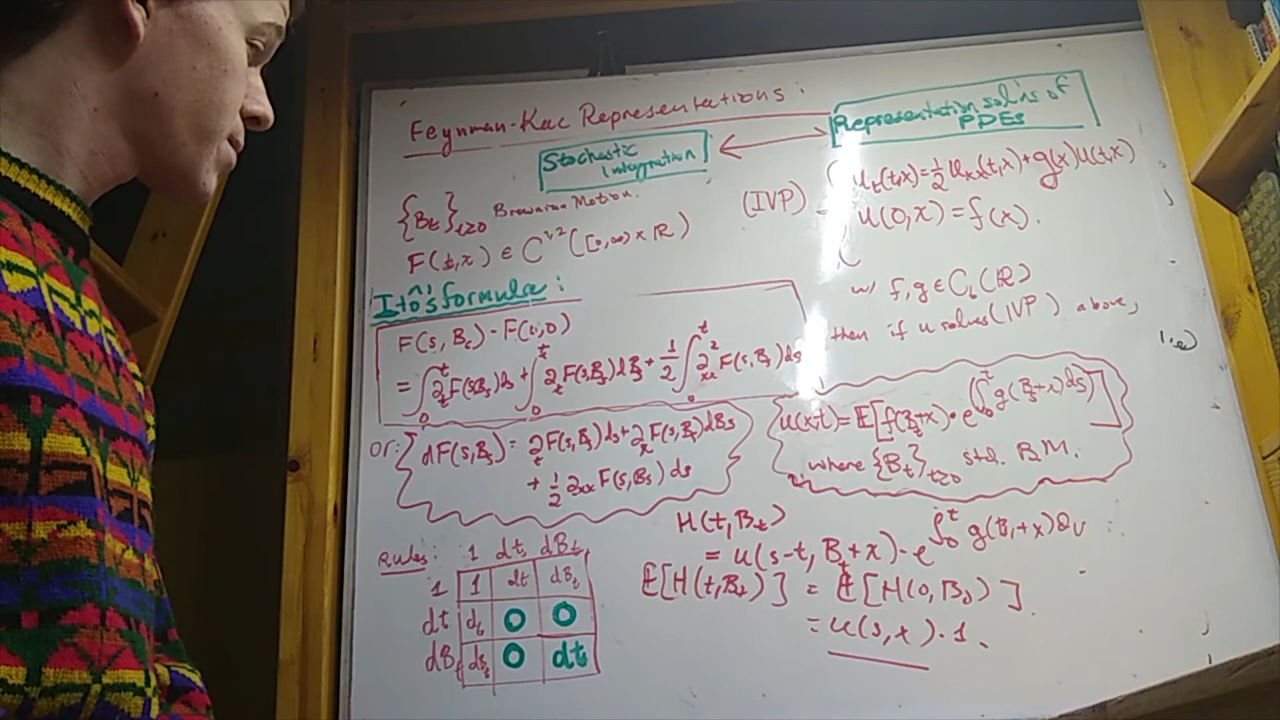 Feynman-Kac Representations:
Stochastic Integration
Representation sol'ns of PDEs
{B_t}_{t≥0} Brownian Motion.
F(t,x) ∈ C^{1,2}([0,∞)×ℝ)
Itô's formula:
F(s, B_s) - F(0,0)
= ∫_0^t ∂_t F(s,B_s)ds + ∫_0^t ∂_x F(s,B_s)dB_s + 1/2 ∫_0^t ∂²_xx F(s,B_s)ds
or: dF(s,B_s) = ∂_t F(s,B_s)ds + ∂_x F(s,B_s)dB_s
+ 1/2 ∂_xx F(s,B_s) ds
Rules: 1 dt dB_t
1 1 dt dB_t
dt dt 0 0
dB_t dB_t 0 dt
(IVP) { u_t(t,x) = 1/2 u_xx(t,x) + g(x)u(t,x)
u(0,x) = f(x).
w/ f,g ∈ C_b(ℝ)
then if u solves (IVP) above,
u(x,t) = 𝔼[f(B_t+x)·e^{∫_0^t g(B_s+x)ds}]
where {B_t}_{t≥0} std. B.M.
H(t,B_t)
= u(s-t, B_t+x)·e^{∫_0^t g(B_v+x)dv}
𝔼[H(t,B_t)] = 𝔼[H(0,B_0)]
= u(s,x)·1.